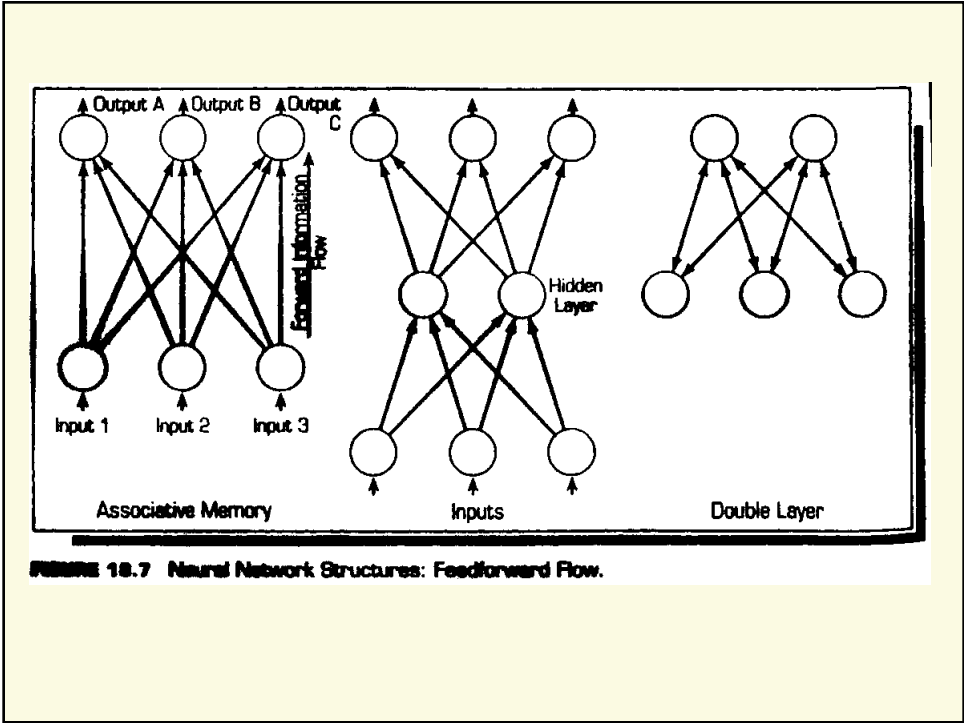 Output A
Output B
Output
C
Forward Information
Flow
Hidden
Layer
Input 1
Input 2
Input 3
Associative Memory
Inputs
Double Layer
FIGURE 18.7 Neural Network Structures: Feedforward Flow.